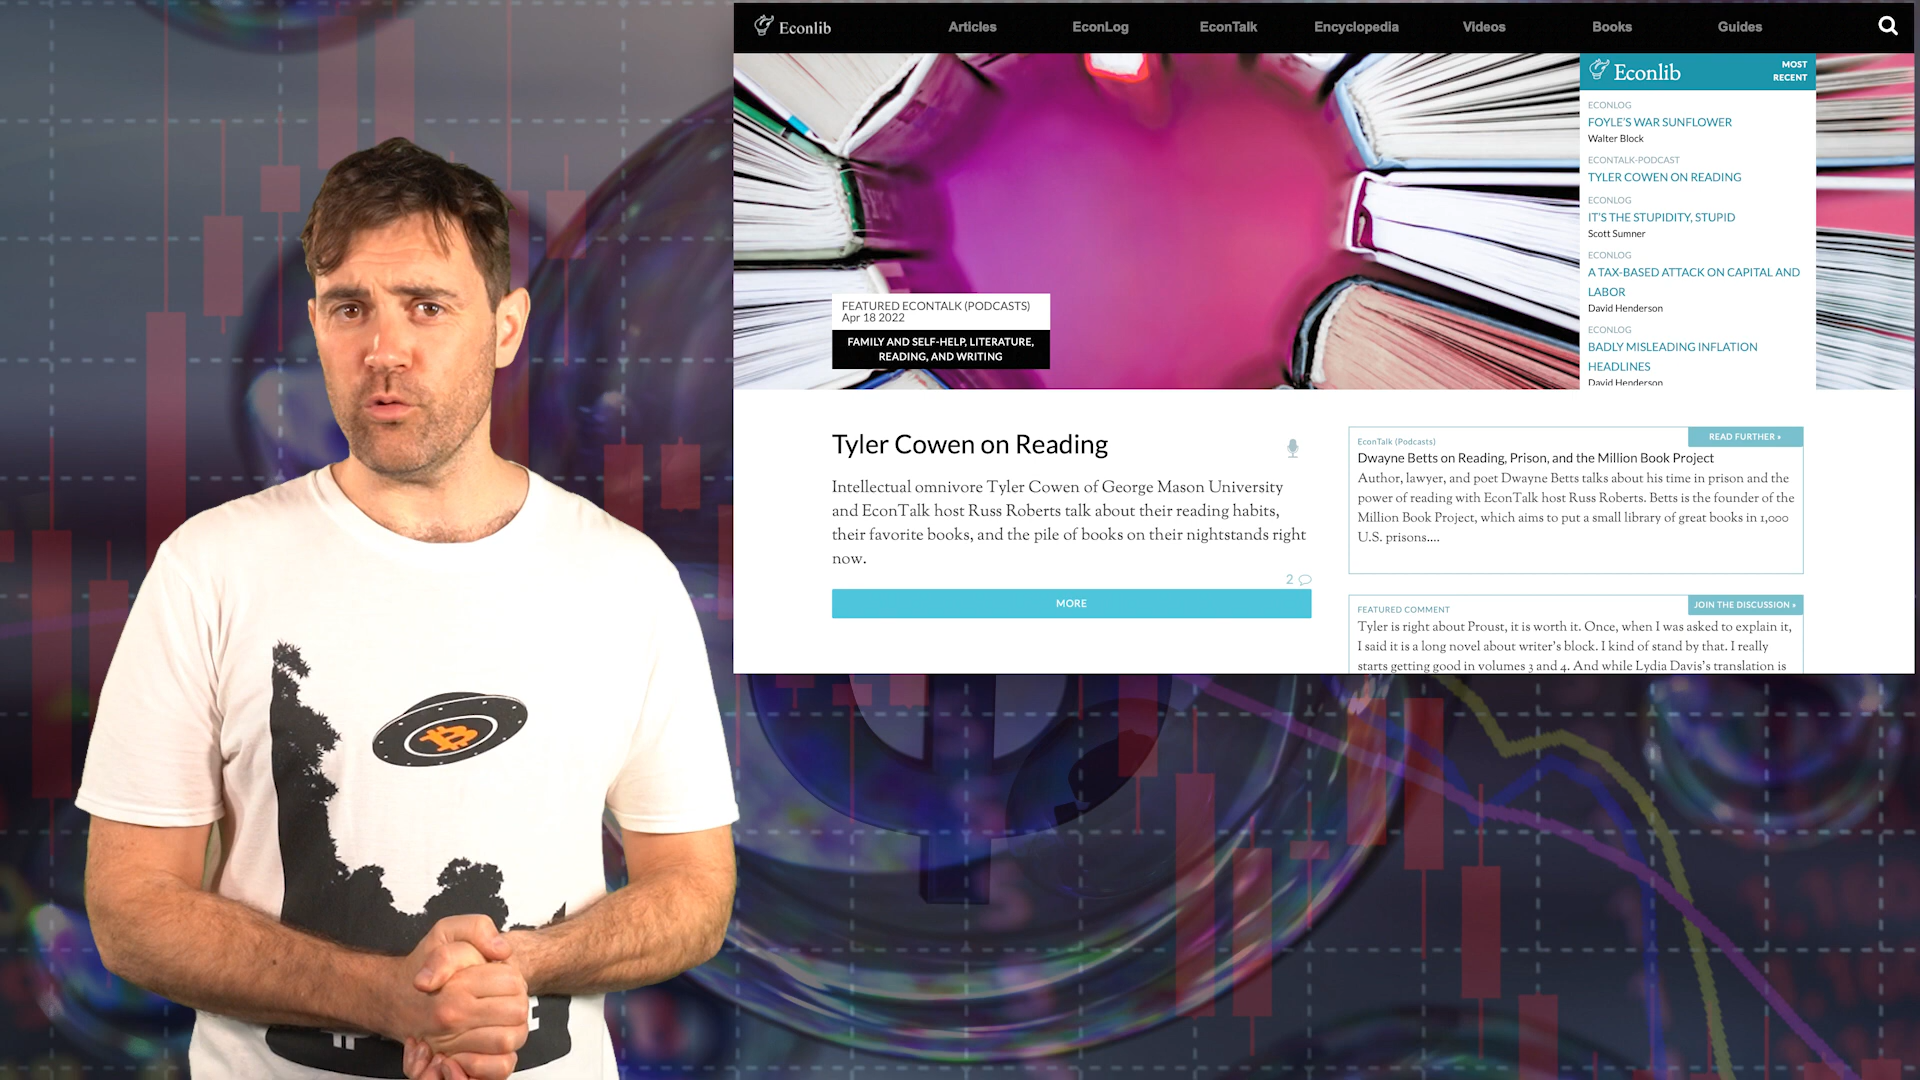 Econlib
Articles
EconLog
EconTalk
Encyclopedia
Videos
Books
Guides
Econlib
MOST
RECENT
ECONLOG
FOYLE'S WAR SUNFLOWER
Walter Block
ECONTALK-PODCAST
TYLER COWEN ON READING
ECONLOG
IT'S THE STUPIDITY, STUPID
Scott Sumner
ECONLOG
A TAX-BASED ATTACK ON CAPITAL AND
LABOR
David Henderson
ECONLOG
BADLY MISLEADING INFLATION
HEADLINES
David Henderson
FEATURED ECONTALK (PODCASTS)
Apr 18 2022
FAMILY AND SELF-HELP, LITERATURE,
READING, AND WRITING
Tyler Cowen on Reading
Intellectual omnivore Tyler Cowen of George Mason University
and EconTalk host Russ Roberts talk about their reading habits,
their favorite books, and the pile of books on their nightstands right
now.
2
MORE
EconTalk (Podcasts)
READ FURTHER »
Dwayne Betts on Reading, Prison, and the Million Book Project
Author, lawyer, and poet Dwayne Betts talks about his time in prison and the
power of reading with EconTalk host Russ Roberts. Betts is the founder of the
Million Book Project, which aims to put a small library of great books in 1,000
U.S. prisons....
FEATURED COMMENT
JOIN THE DISCUSSION »
Tyler is right about Proust, it is worth it. Once, when I was asked to explain it,
I said it is a long novel about writer's block. I kind of stand by that. I really
starts getting good in volumes 3 and 4. And while Lydia Davis's translation is